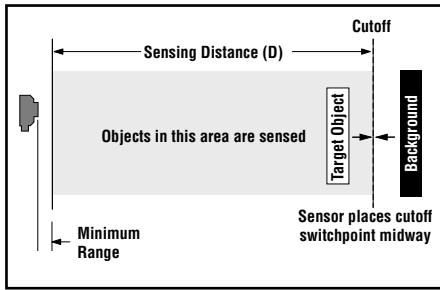 Cutoff
Sensing Distance (D)
Objects in this area are sensed
Target Object
Background
Minimum
Range
Sensor places cutoff
switchpoint midway